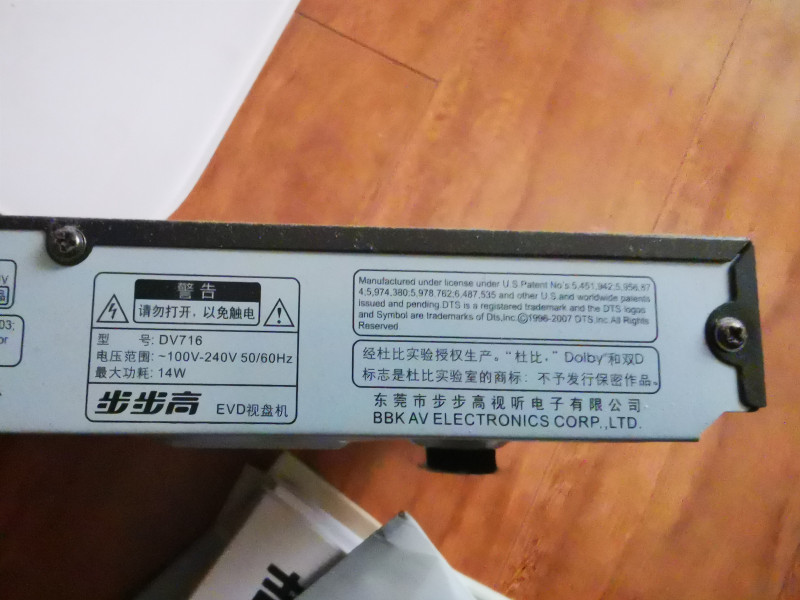 警告
请勿打开，以免触电
型 号: DV716
电压范围: ~100V-240V 50/60Hz
最大功耗: 14W
步步高 EVD视盘机
Manufactured under license under U.S.Patent No's 5,451,942;5,956,67
4,5,974,380;5,978,762;6,487,535 and other U.S.and worldwide patents
issued and pending.DTS is a registered trademark and the DTS logos
and Symbol are trademarks of Dts,Inc.©1996-2007 DTS,Inc.All Rights
Reserved
经杜比实验授权生产。“杜比，”Dolby”和双D
标志是杜比实验室的商标：不予发行保密作品。
东莞市步步高视听电子有限公司
BBK AV ELECTRONICS CORP.,LTD.
03:
or